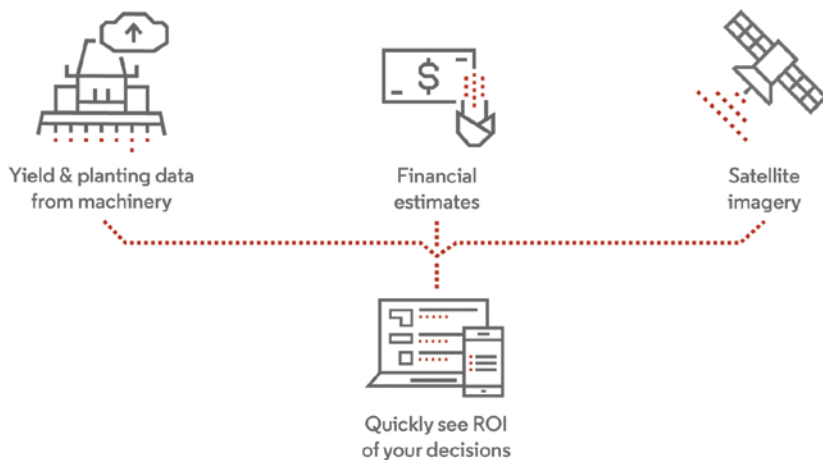 Yield & planting data
from machinery
$
Financial
estimates
Satellite
imagery
Quickly see ROI
of your decisions